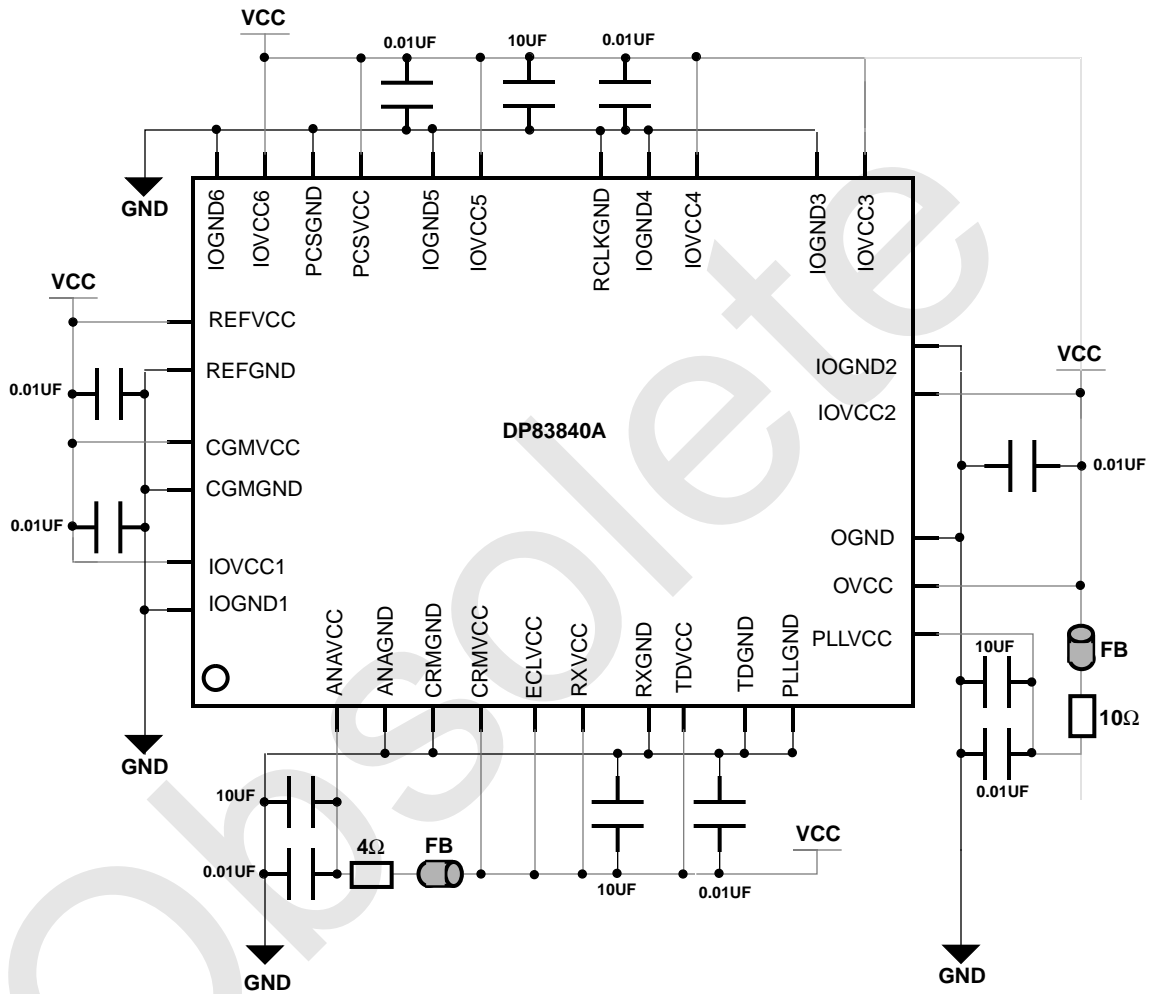 VCC
0.01UF
10UF
0.01UF
GND
IOGND6
IOVCC6
PCSGND
PCSVCC
IOGND5
IOVCC5
RCLKGND
IOGND4
IOVCC4
IOGND3
IOVCC3
VCC
REFVCC
REFGND
0.01UF
CGMVCC
CGMGND
0.01UF
IOVCC1
IOGND1
GND
DP83840A
IOGND2
IOVCC2
VCC
0.01UF
OGND
OVCC
PLLVCC
10UF
FB
10Ω
0.01UF
GND
ANAVCC
ANAGND
CRMGND
CRMVCC
ECLVCC
RXVCC
RXGND
TDVCC
TDGND
PLLGND
10UF
0.01UF
4Ω
FB
10UF
0.01UF
VCC
GND
Obsolete